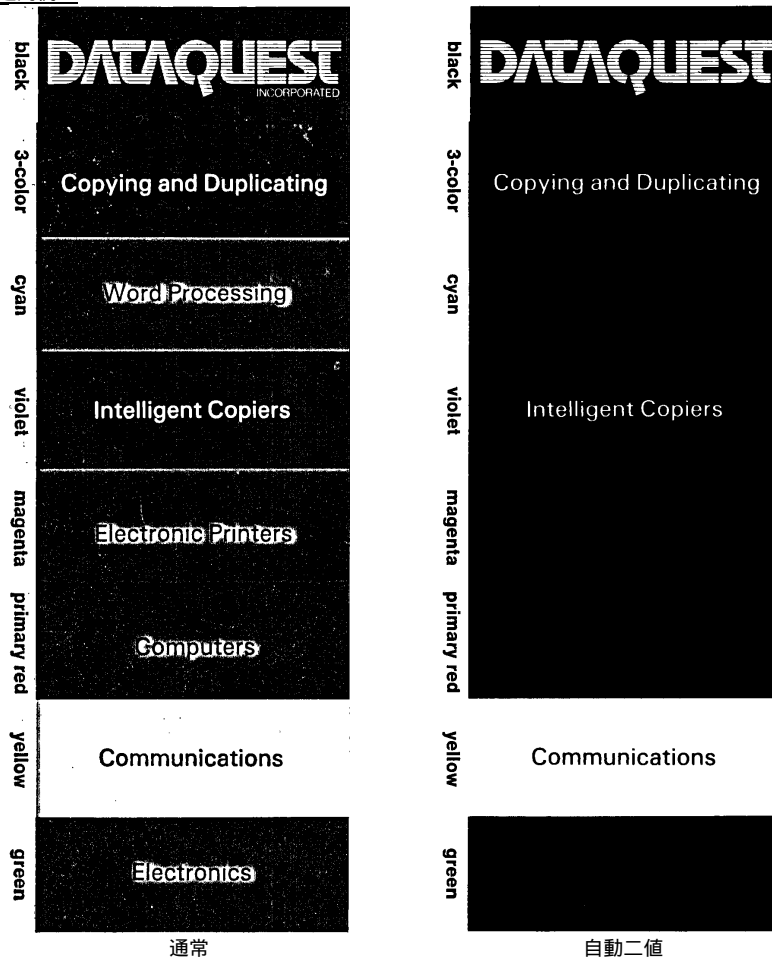 black
DATAQUEST
INCORPORATED
3-color
Copying and Duplicating
cyan
Word Processing
violet
Intelligent Copiers
magenta
Electronic Printers
primary red
Computers
yellow
Communications
green
Electronics
通常
black
DATAQUEST
3-color
Copying and Duplicating
cyan
violet
Intelligent Copiers
magenta
primary red
yellow
Communications
green
自動二値